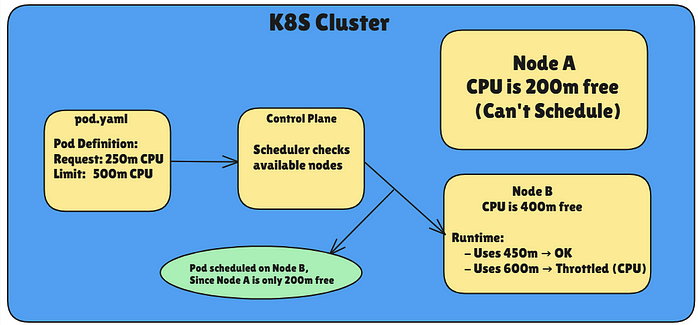 K8S Cluster
pod.yaml
Pod Definition:
Request: 250m CPU
Limit: 500m CPU
Control Plane
Scheduler checks
available nodes
Node A
CPU is 200m free
(Can't Schedule)
Node B
CPU is 400m free
Runtime:
– Uses 450m → OK
– Uses 600m → Throttled (CPU)
Pod scheduled on Node B,
Since Node A is only 200m free